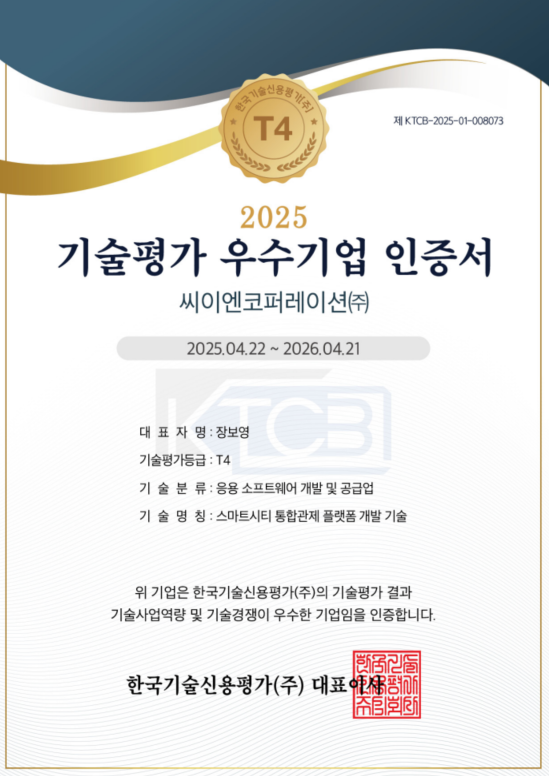 제 KTCB-2025-01-008073
한국기술신용평가(주)
T4
2025
기술평가 우수기업 인증서
씨이엔코퍼레이션㈜
2025.04.22 ~ 2026.04.21
KTCB
대 표 자 명 : 장보영
기술평가등급 : T4
기 술 분 류 : 응용 소프트웨어 개발 및 공급업
기 술 명 칭 : 스마트시티 통합관제 플랫폼 개발 기술
위 기업은 한국기술신용평가(주)의 기술평가 결과
기술사업역량 및 기술경쟁이 우수한 기업임을 인증합니다.
한국기술신용평가(주) 대표이사